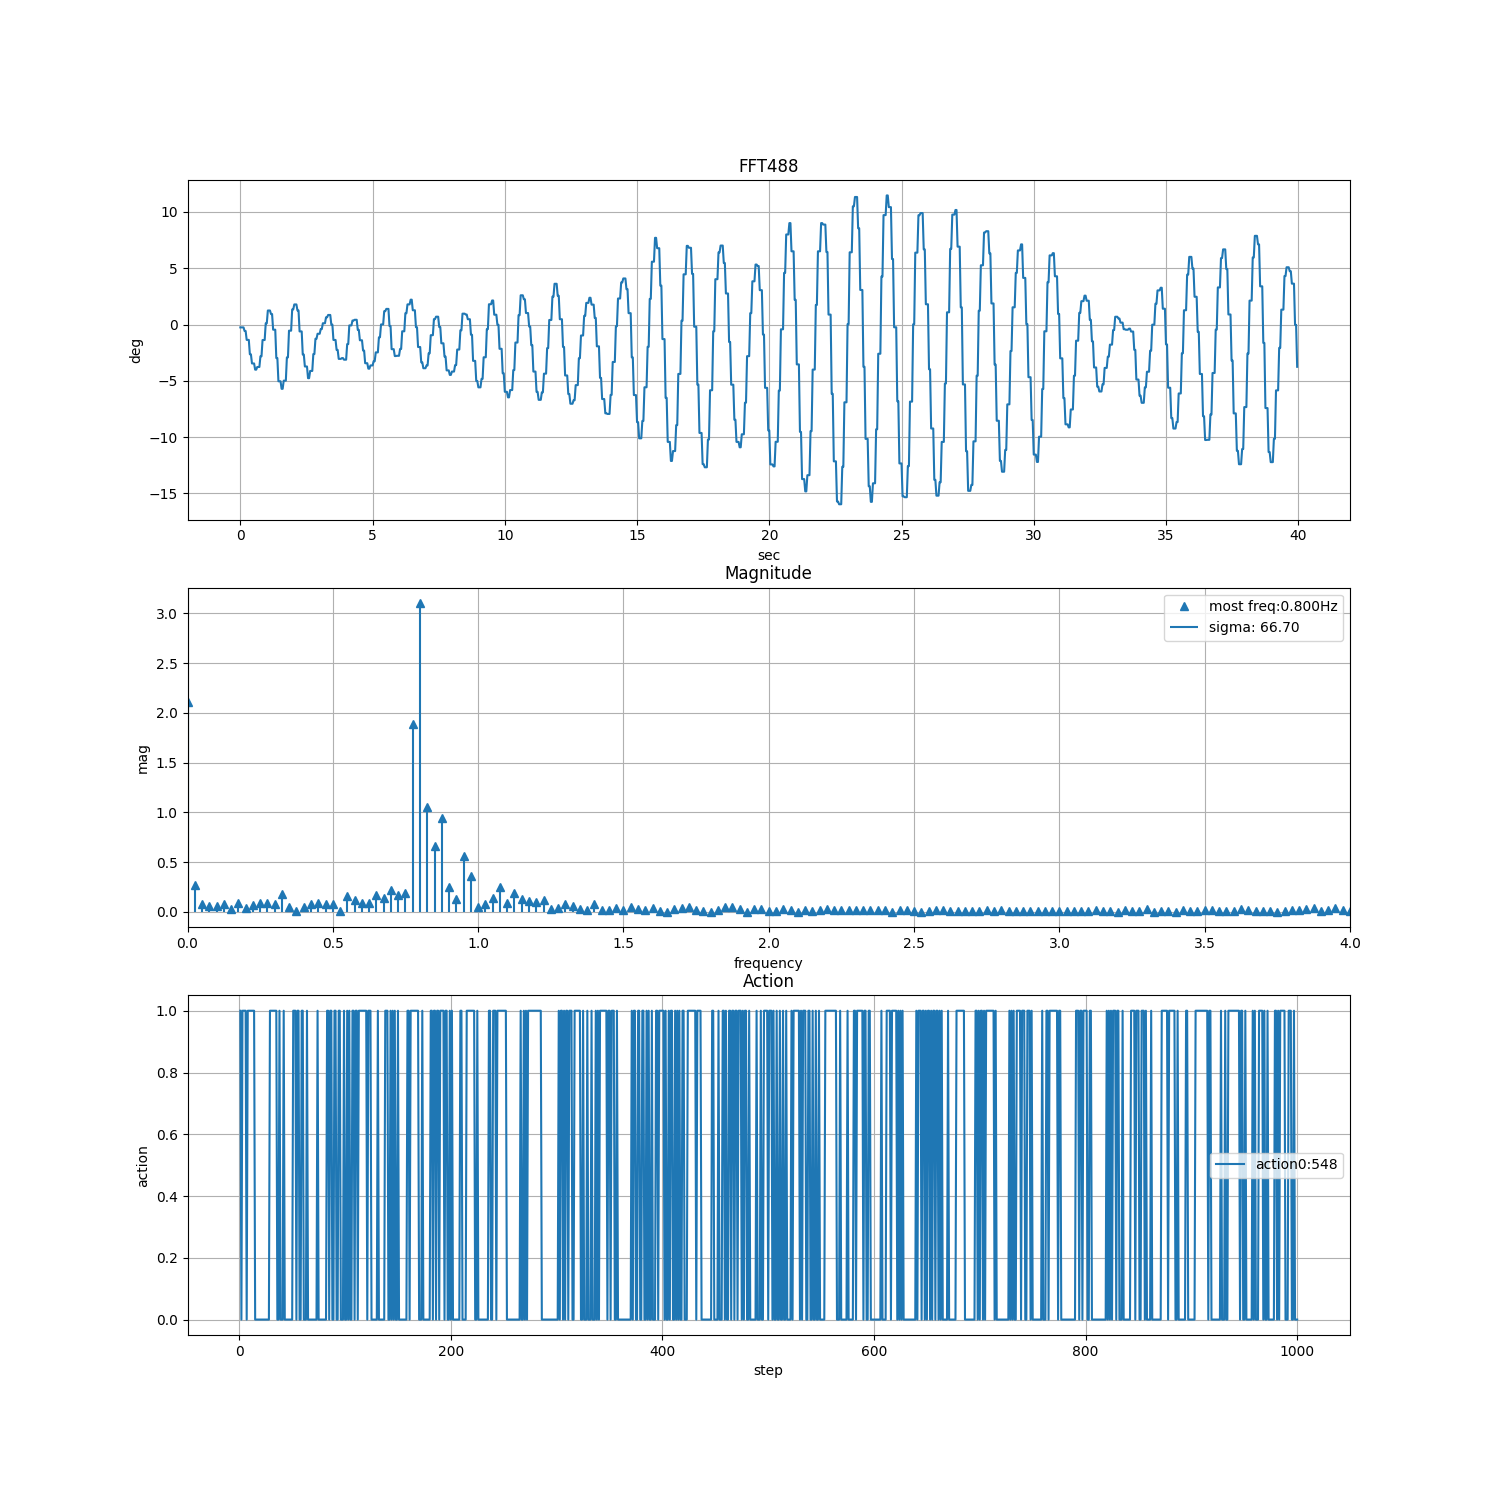 FFT488
10
5
0
−5
−10
−15
deg
0 5 10 15 20 25 30 35 40
sec
Magnitude
most freq:0.800Hz
sigma: 66.70
3.0
2.5
2.0
1.5
1.0
0.5
0.0
mag
0.0 0.5 1.0 1.5 2.0 2.5 3.0 3.5 4.0
frequency
Action
1.0
0.8
0.6
0.4
0.2
0.0
action
action0:548
0 200 400 600 800 1000
step